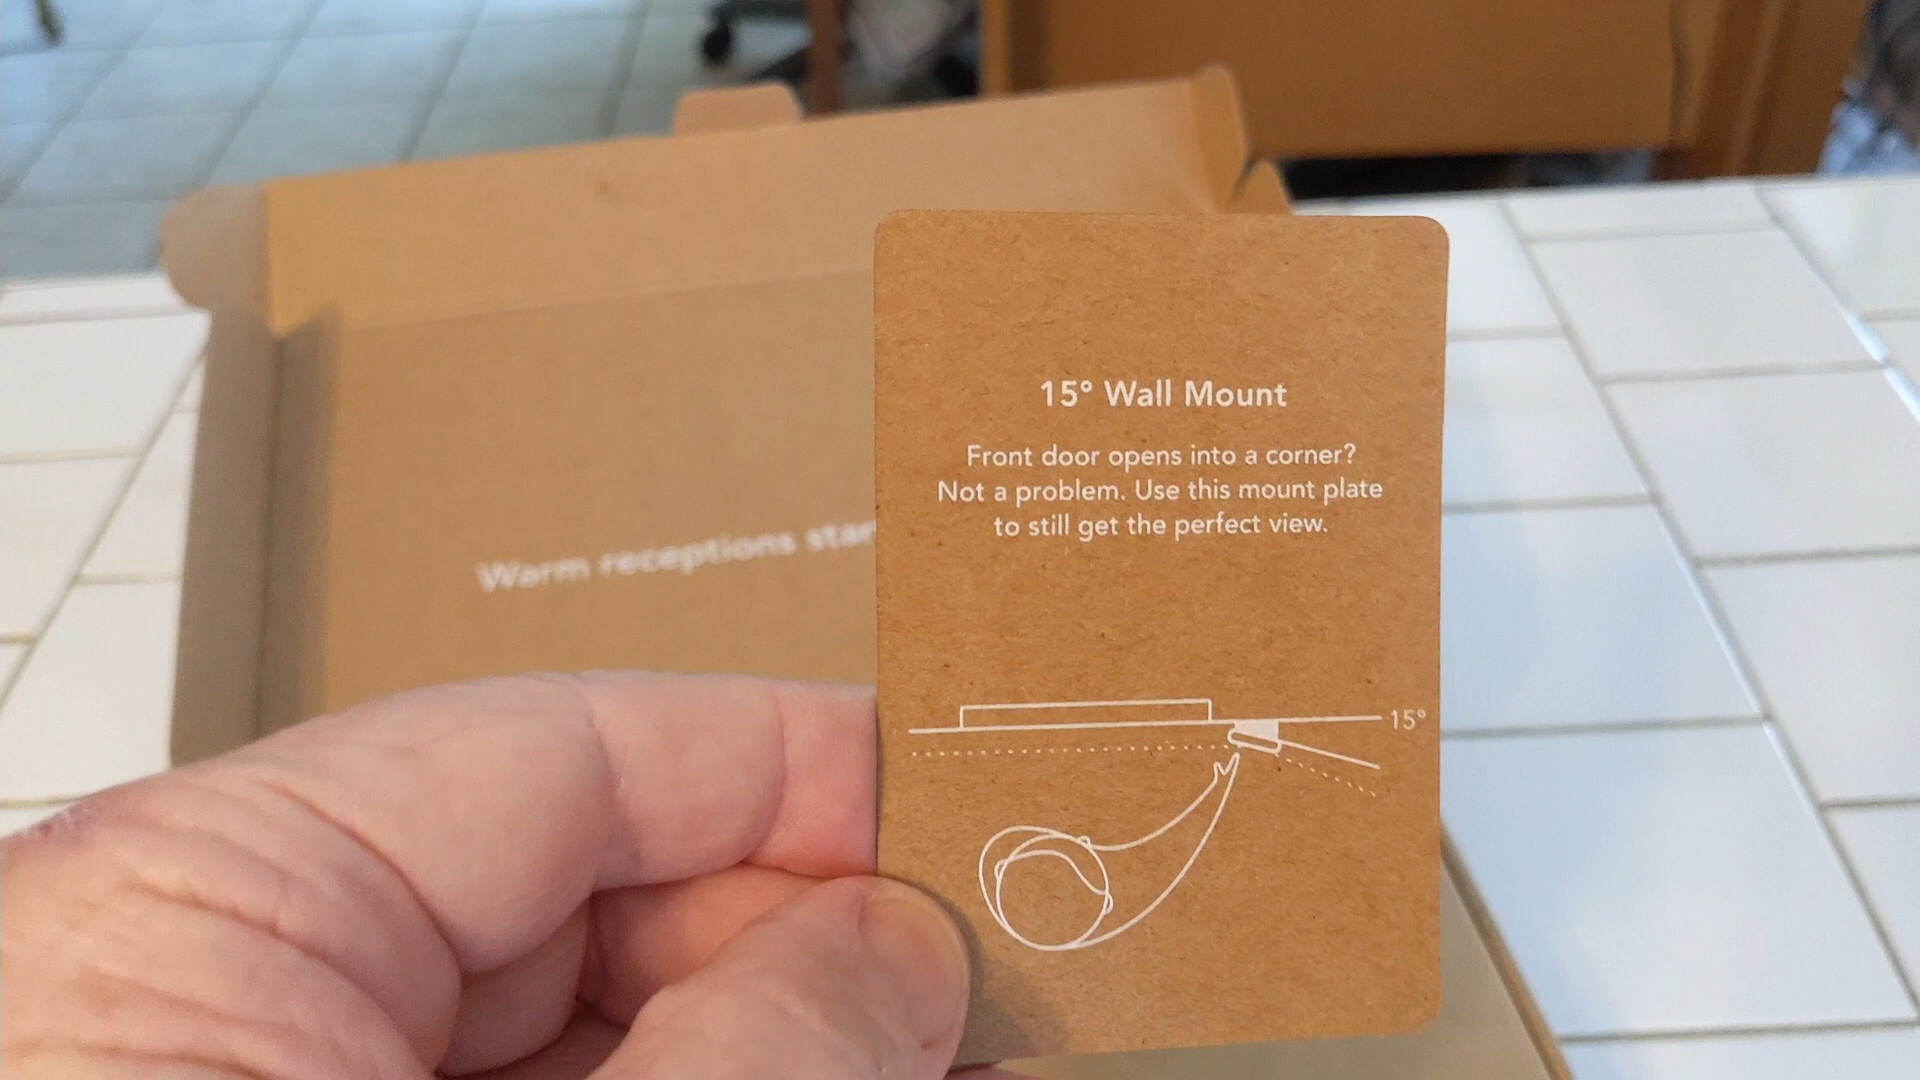 15° Wall Mount
Front door opens into a corner?
Not a problem. Use this mount plate
to still get the perfect view.
15°
Warm receptions star